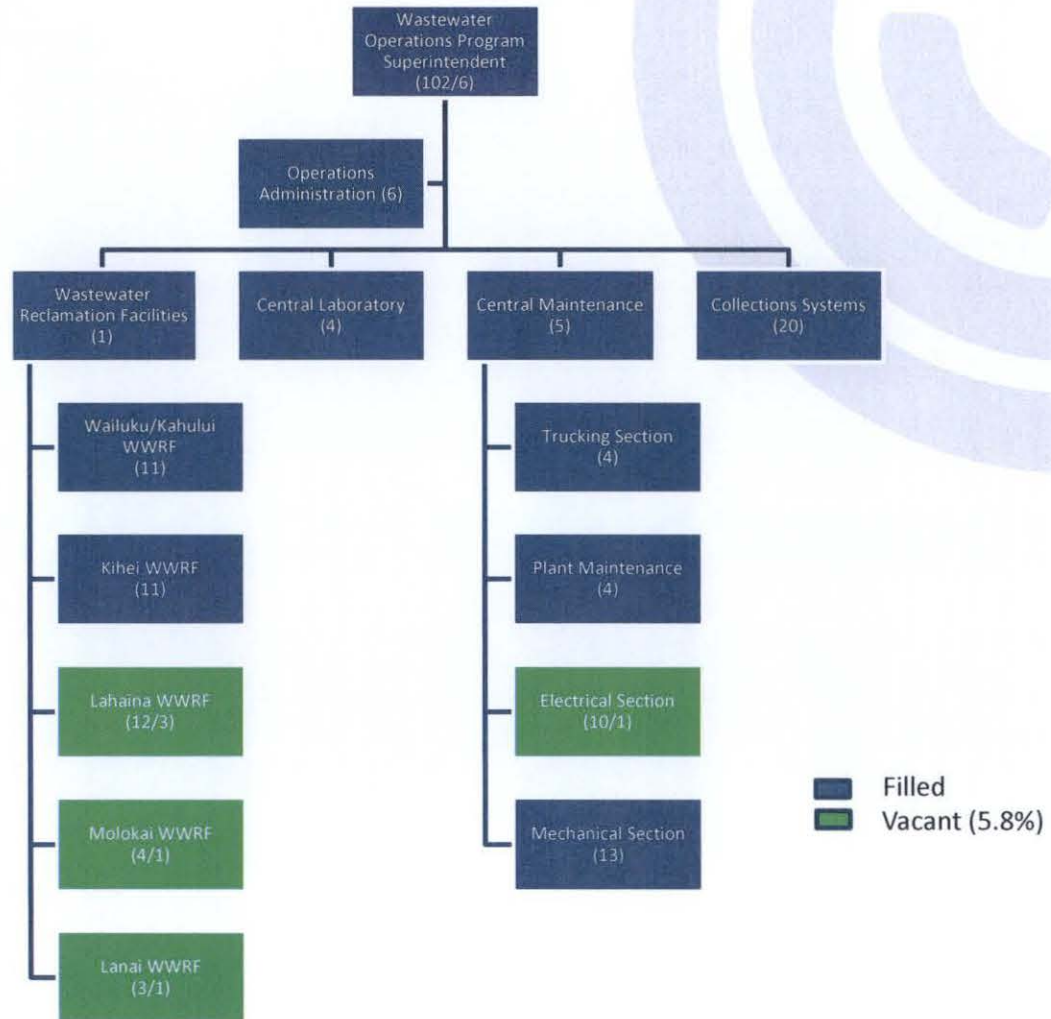 Wastewater
Operations Program
Superintendent
(102/6)
Operations
Administration (6)
Wastewater
Reclamation Facilities
(1)
Central Laboratory
(4)
Central Maintenance
(5)
Collections Systems
(20)
Wailuku/Kahului
WWRF
(11)
Kihei WWRF
(11)
Lahaina WWRF
(12/3)
Molokai WWRF
(4/1)
Lanai WWRF
(3/1)
Trucking Section
(4)
Plant Maintenance
(4)
Electrical Section
(10/1)
Mechanical Section
(13)
Filled
Vacant (5.8%)